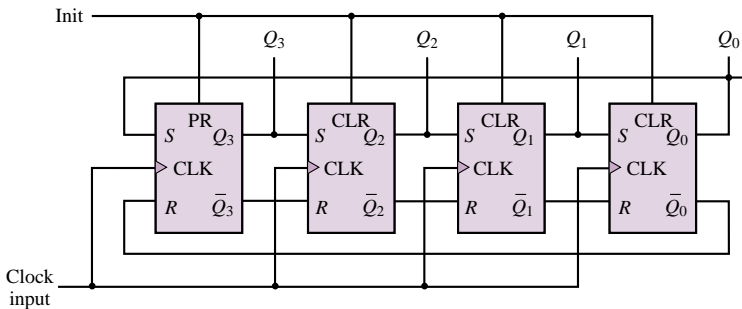 Init
Q₃ Q₂ Q₁ Q₀
PR CLR CLR CLR
S Q₃ S Q₂ S Q₁ S Q₀
CLK CLK CLK CLK
R Q̅₃ R Q̅₂ R Q̅₁ R Q̅₀
Clock
input